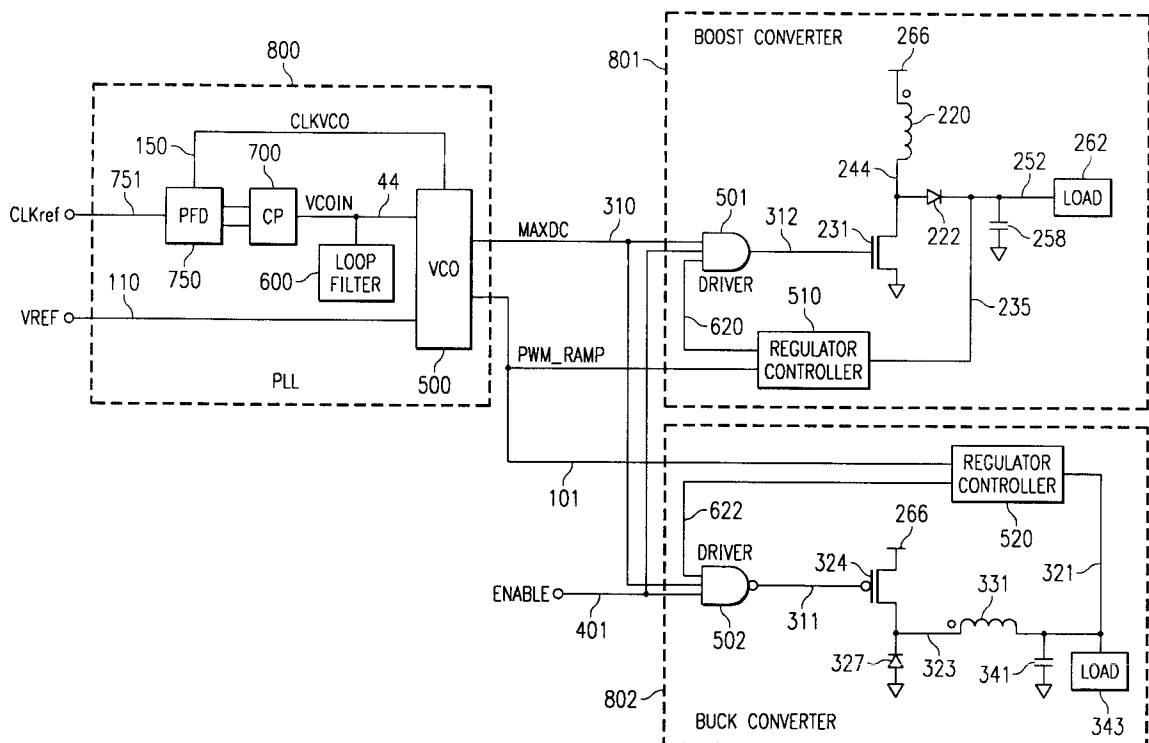 BOOST CONVERTER
801
266
220
800
CLKVCO
150
700
VCOIN
44
751
CLKref
PFD
CP
750
LOOP
FILTER
600
VCO
110
VREF
PLL
500
MAXDC
310
501
312
DRIVER
231
244
222
252
262
LOAD
258
235
620
510
REGULATOR
CONTROLLER
PWM_RAMP
101
REGULATOR
CONTROLLER
520
622
DRIVER
266
324
321
331
ENABLE
401
502
311
327
323
341
LOAD
343
802
BUCK CONVERTER